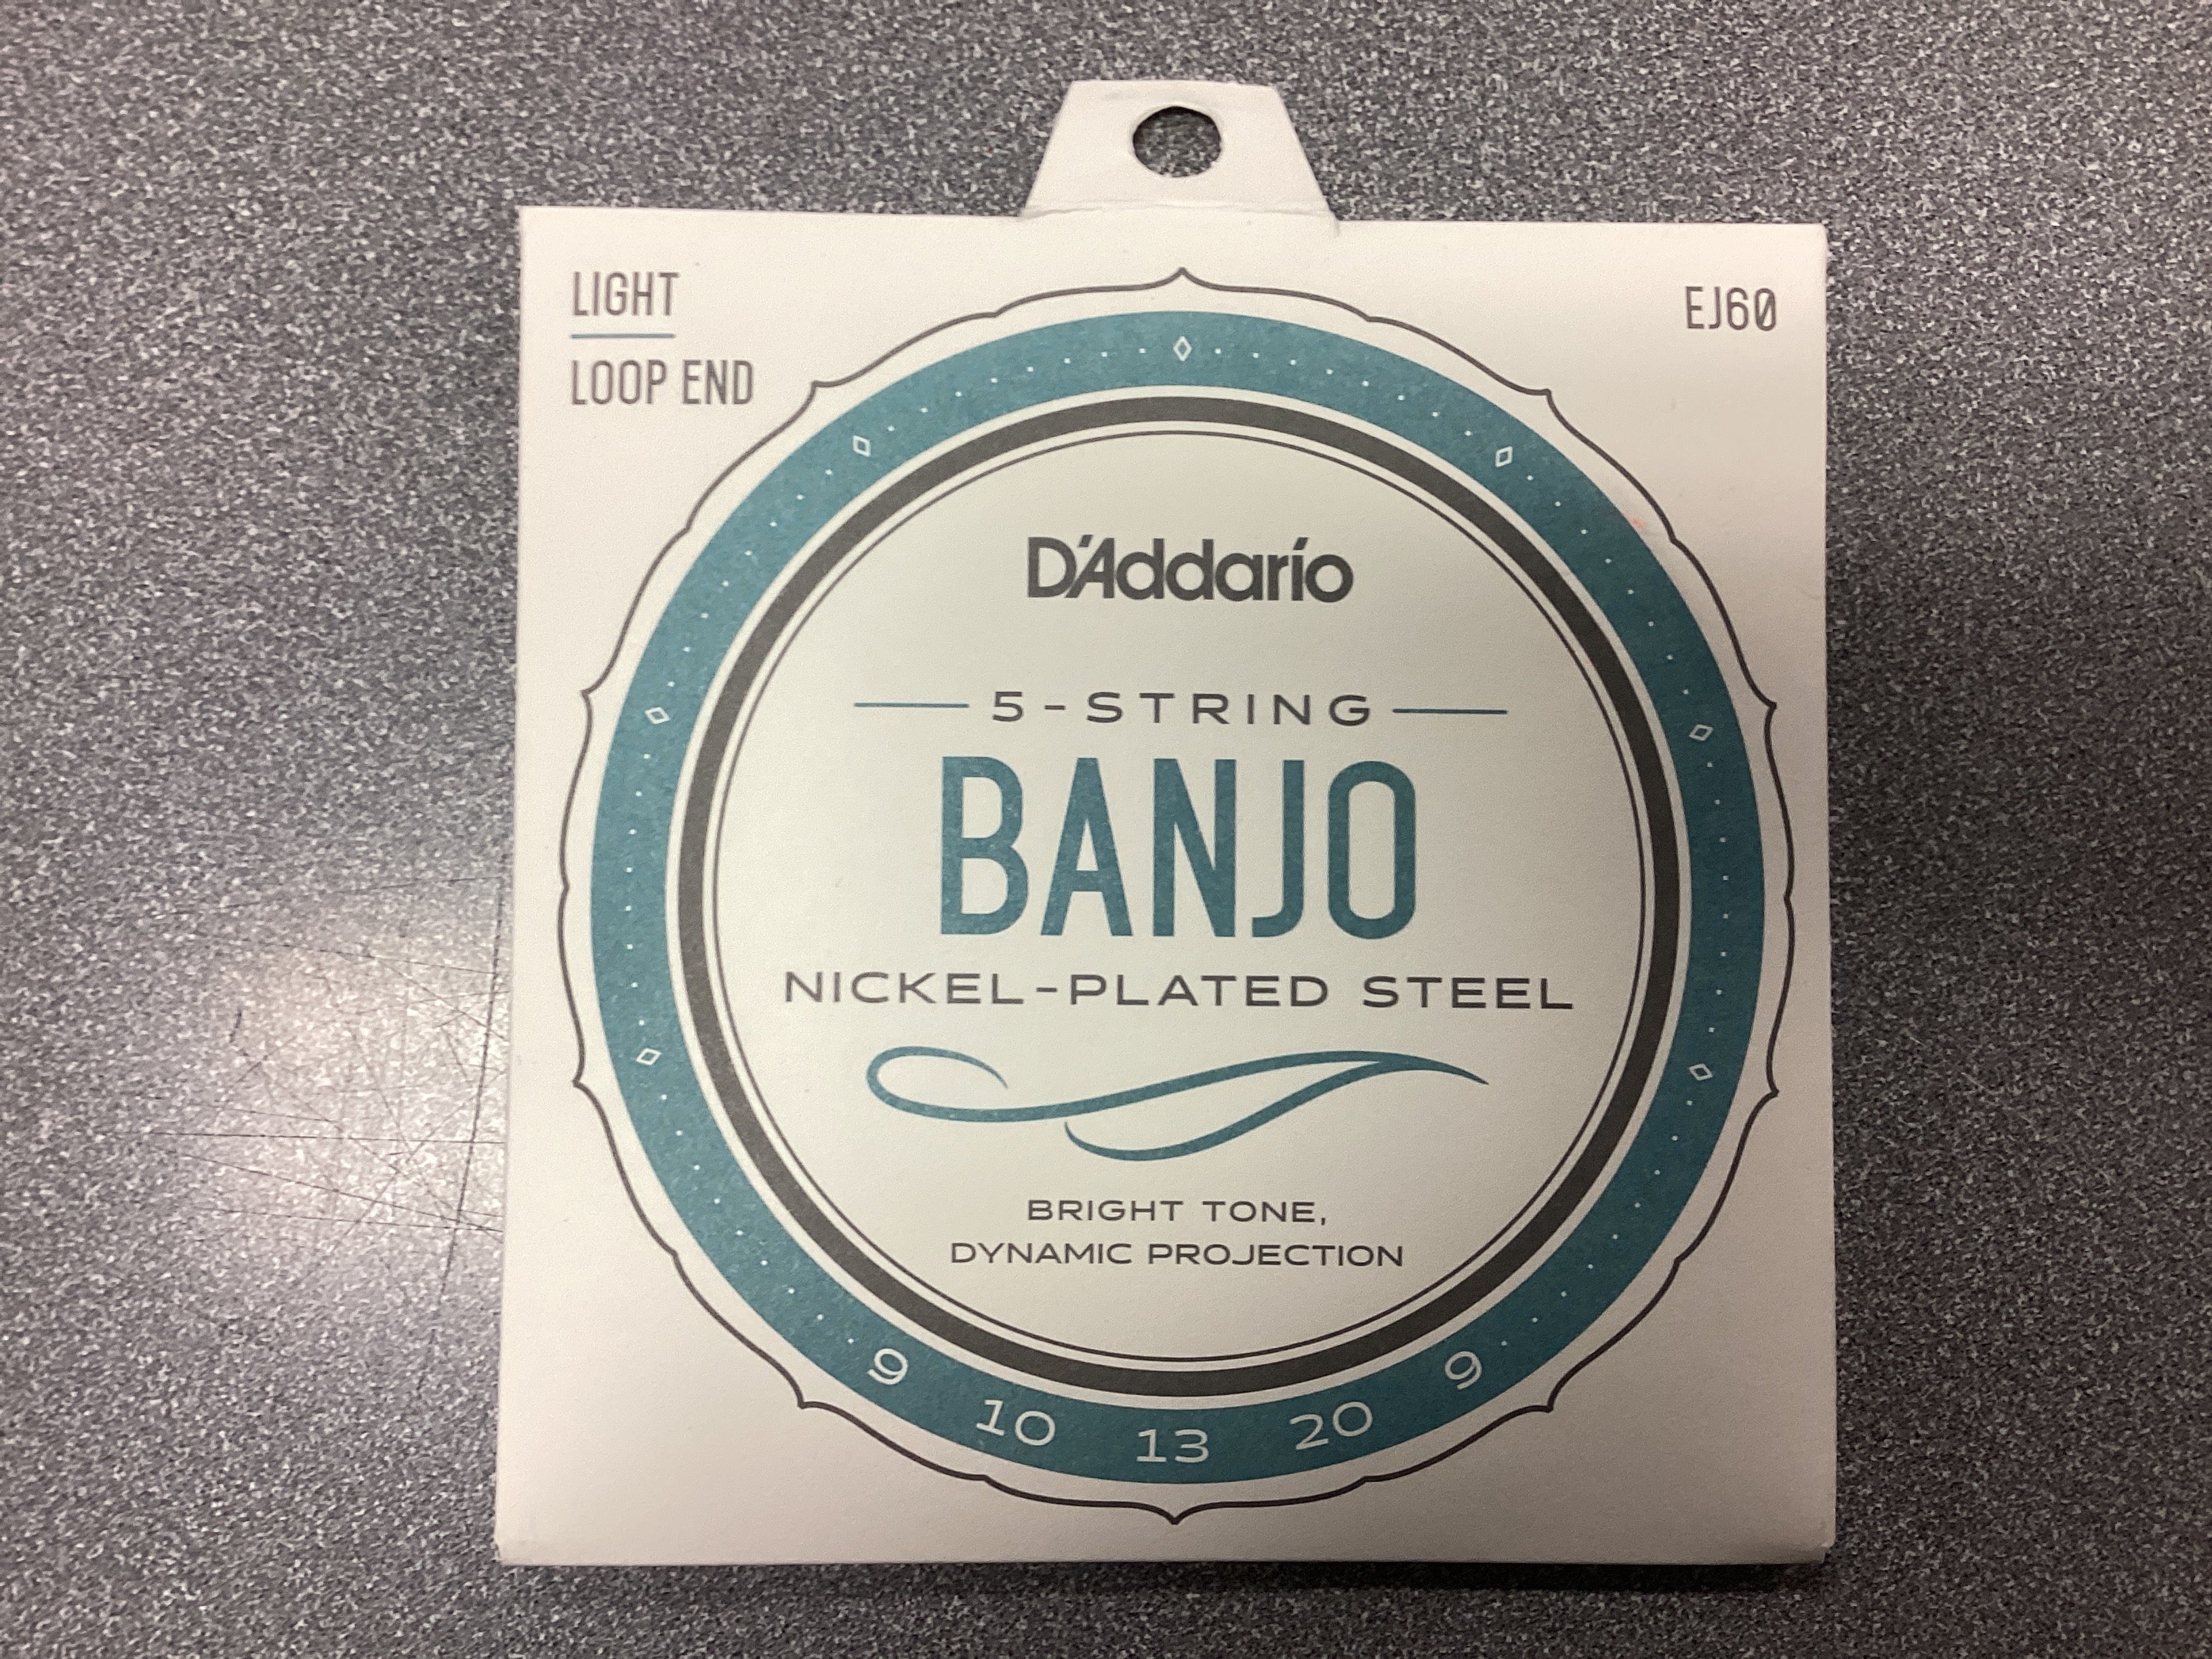 LIGHT
LOOP END
EJ60
D'Addario
5-STRING
BANJO
NICKEL-PLATED STEEL
BRIGHT TONE,
DYNAMIC PROJECTION
9 10 13 20 9